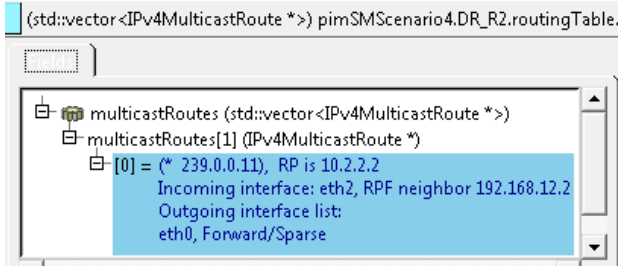 (std::vector<IPv4MulticastRoute *>) pimSMScenario4.DR_R2.routingTable.
Fields
multicastRoutes (std::vector<IPv4MulticastRoute *>)
multicastRoutes[1] (IPv4MulticastRoute *)
[0] = (* 239.0.0.11), RP is 10.2.2.2
Incoming interface: eth2, RPF neighbor 192.168.12.2
Outgoing interface list:
eth0, Forward/Sparse